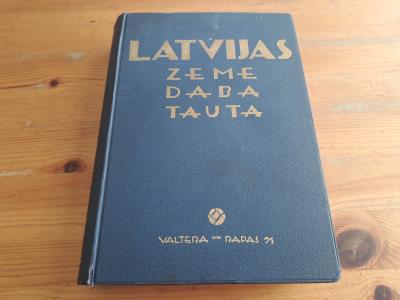 LATVIJAS
ZEME
DABA
TAUTA
VALTERA un RAPAS